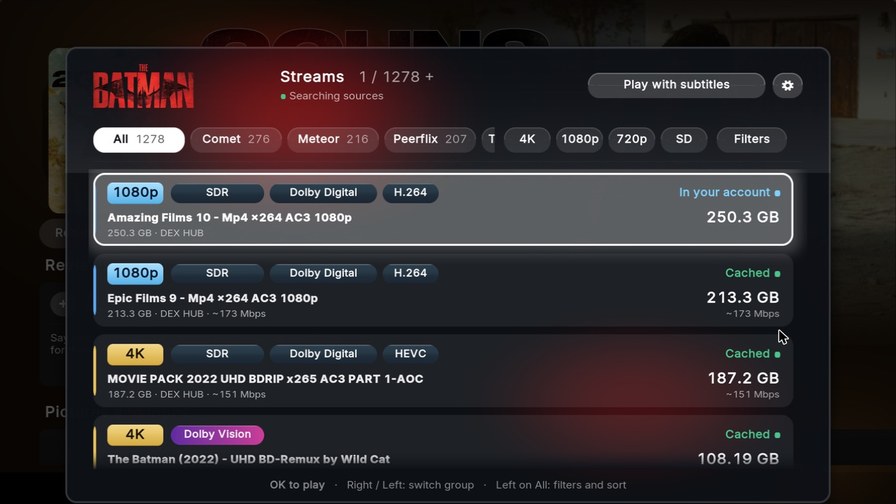 THE
BATMAN
Streams 1 / 1278 +
Searching sources
Play with subtitles
All 1278 Comet 276 Meteor 216 Peerflix 207 T 4K 1080p 720p SD Filters
1080p SDR Dolby Digital H.264 In your account
Amazing Films 10 - Mp4 ×264 AC3 1080p 250.3 GB
250.3 GB · DEX HUB
1080p SDR Dolby Digital H.264 Cached
Epic Films 9 - Mp4 ×264 AC3 1080p 213.3 GB
213.3 GB · DEX HUB · ~173 Mbps ~173 Mbps
4K SDR Dolby Digital HEVC Cached
MOVIE PACK 2022 UHD BDRIP x265 AC3 PART 1-AOC 187.2 GB
187.2 GB · DEX HUB · ~151 Mbps ~151 Mbps
4K Dolby Vision Cached
The Batman (2022) - UHD BD-Remux by Wild Cat 108.19 GB
OK to play · Right / Left: switch group · Left on All: filters and sort